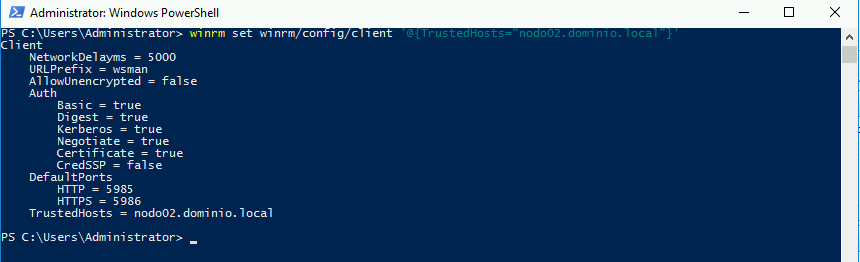 Administrator: Windows PowerShell
PS C:\Users\Administrator> winrm set winrm/config/client '@{TrustedHosts="nodo02.dominio.local"}'
Client
    NetworkDelayms = 5000
    URLPrefix = wsman
    AllowUnencrypted = false
    Auth
        Basic = true
        Digest = true
        Kerberos = true
        Negotiate = true
        Certificate = true
        CredSSP = false
    DefaultPorts
        HTTP = 5985
        HTTPS = 5986
    TrustedHosts = nodo02.dominio.local
PS C:\Users\Administrator>